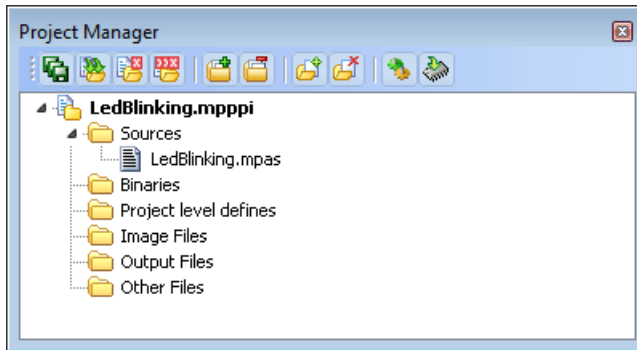 Project Manager
LedBlinking.mpppi
Sources
LedBlinking.mpas
Binaries
Project level defines
Image Files
Output Files
Other Files